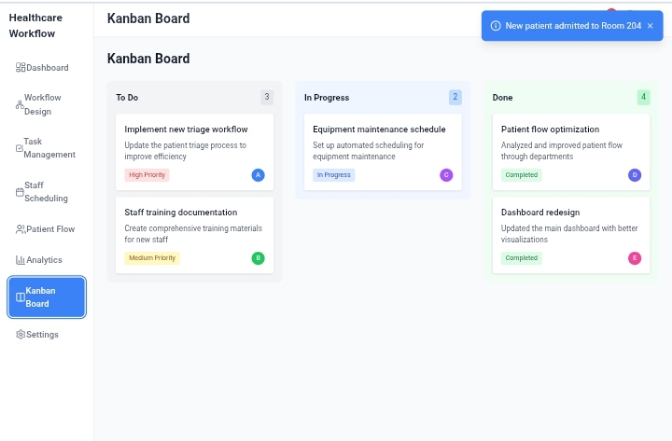 Healthcare
Workflow
Dashboard
Workflow
Design
Task
Management
Staff
Scheduling
Patient Flow
Analytics
Kanban
Board
Settings
Kanban Board
New patient admitted to Room 204 ×
Kanban Board
To Do 3
Implement new triage workflow
Update the patient triage process to
improve efficiency
High Priority A
Staff training documentation
Create comprehensive training materials
for new staff
Medium Priority B
In Progress 2
Equipment maintenance schedule
Set up automated scheduling for
equipment maintenance
In Progress C
Done 4
Patient flow optimization
Analyzed and improved patient flow
through departments
Completed D
Dashboard redesign
Updated the main dashboard with better
visualizations
Completed E